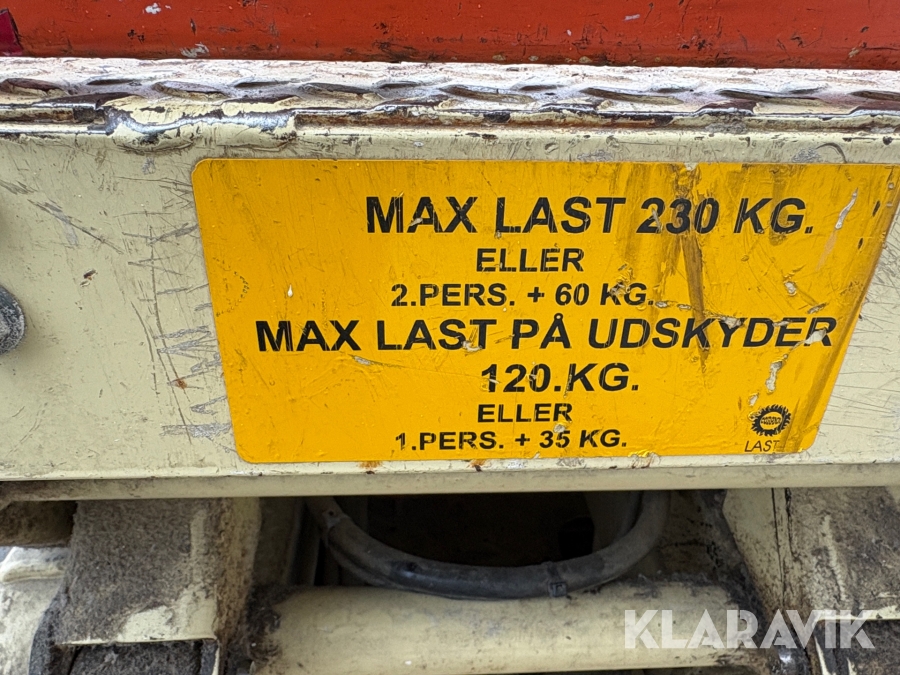 MAX LAST 230 KG.
ELLER
2.PERS. + 60 KG.
MAX LAST PÅ UDSKYDER
120.KG.
ELLER
1.PERS. + 35 KG.
LAST
KLARAVIK